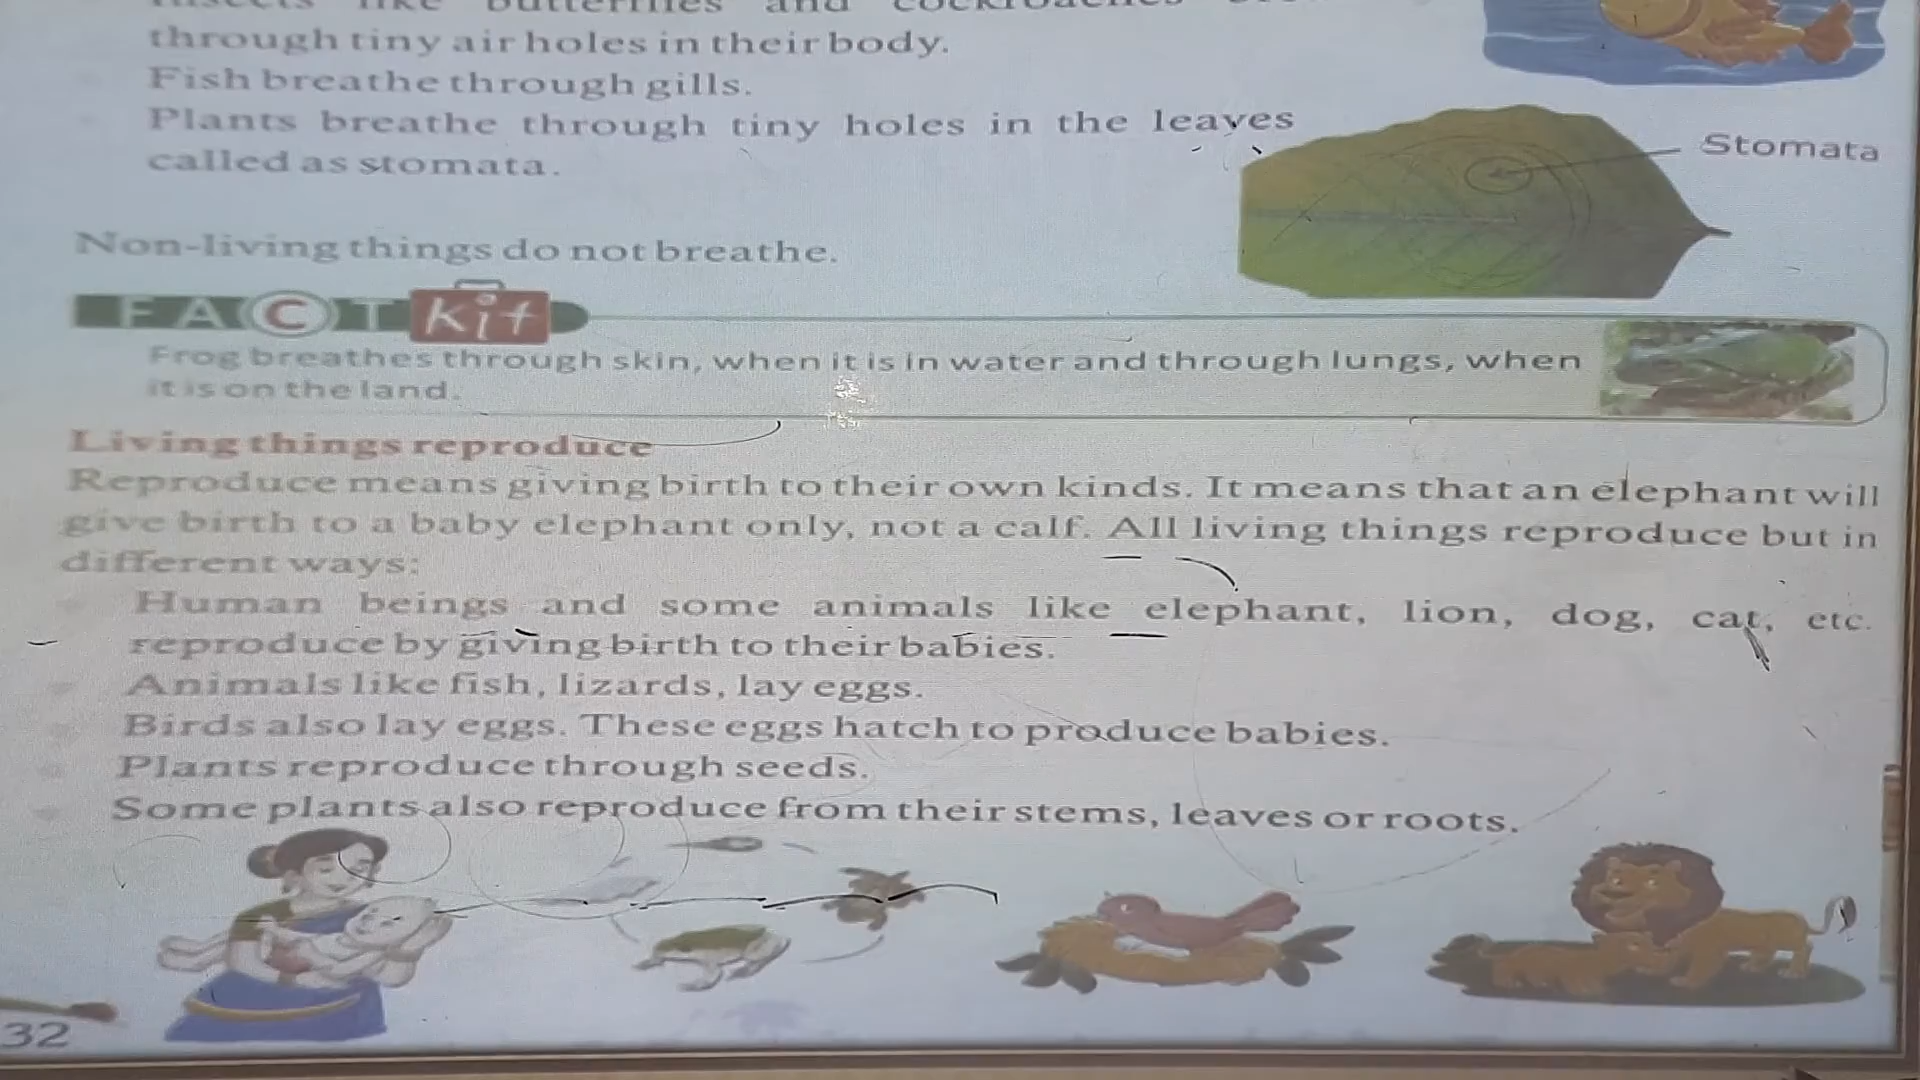 Insects like butterflies and cockroaches
through tiny air holes in their body.
Fish breathe through gills.
Plants breathe through tiny holes in the leaves
called as stomata.
Stomata
Non-living things do not breathe.
FACT kit
Frog breathes through skin, when it is in water and through lungs, when
it is on the land.
Living things reproduce
Reproduce means giving birth to their own kinds. It means that an elephant will
give birth to a baby elephant only, not a calf. All living things reproduce but in
different ways:
Human beings and some animals like elephant, lion, dog, cat, etc.
reproduce by giving birth to their babies.
Animals like fish, lizards, lay eggs.
Birds also lay eggs. These eggs hatch to produce babies.
Plants reproduce through seeds.
Some plants also reproduce from their stems, leaves or roots.
32